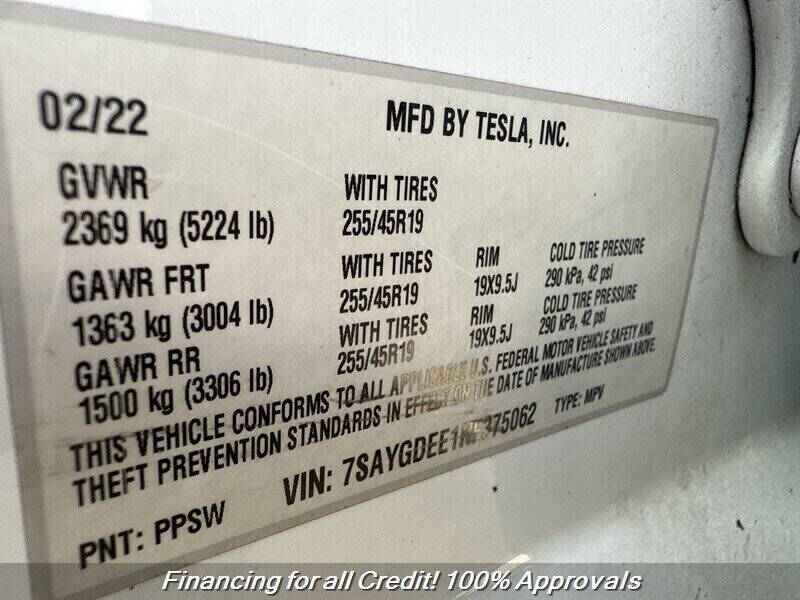 02/22 MFD BY TESLA, INC.
GVWR WITH TIRES
2369 kg (5224 lb) 255/45R19
GAWR FRT WITH TIRES RIM COLD TIRE PRESSURE
1363 kg (3004 lb) 255/45R19 19X9.5J 290 kPa, 42 psi
GAWR RR WITH TIRES RIM COLD TIRE PRESSURE
1500 kg (3306 lb) 255/45R19 19X9.5J 290 kPa, 42 psi
THIS VEHICLE CONFORMS TO ALL APPLICABLE U.S. FEDERAL MOTOR VEHICLE SAFETY AND
THEFT PREVENTION STANDARDS IN EFFECT ON THE DATE OF MANUFACTURE SHOWN ABOVE.
PNT: PPSW VIN: 7SAYGDEE1NF375062 TYPE: MPV
Financing for all Credit! 100% Approvals